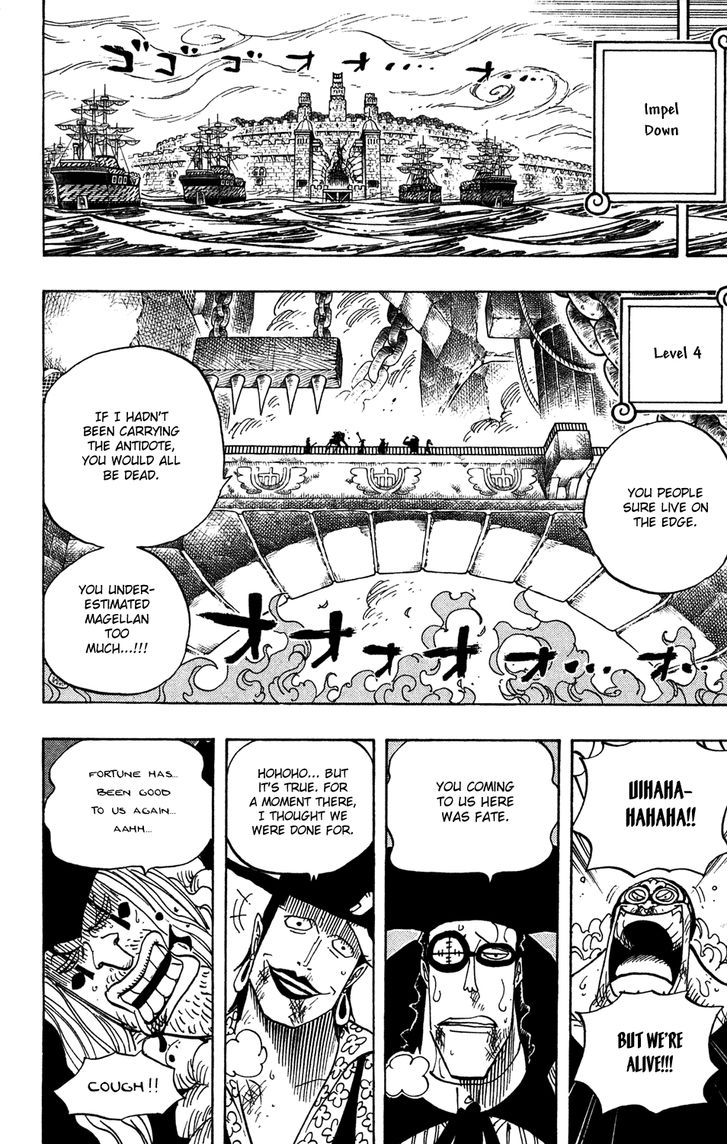 Impel
Down
ゴゴゴゴオオ...オ...
Level 4
YOU PEOPLE
SURE LIVE ON
THE EDGE.
IF I HADN'T
BEEN CARRYING
THE ANTIDOTE,
YOU WOULD ALL
BE DEAD.
YOU UNDER-
ESTIMATED
MAGELLAN
TOO
MUCH...!!!
オオオオオ...オ...
UIHAHA-
HAHAHA!!
BUT WE'RE
ALIVE!!!
YOU COMING
TO US HERE
WAS FATE.
HOHOHO... BUT
IT'S TRUE. FOR
A MOMENT THERE,
I THOUGHT WE
WERE DONE FOR.
FORTUNE HAS...
BEEN GOOD
TO US AGAIN...
AAHH...
COUGH!!